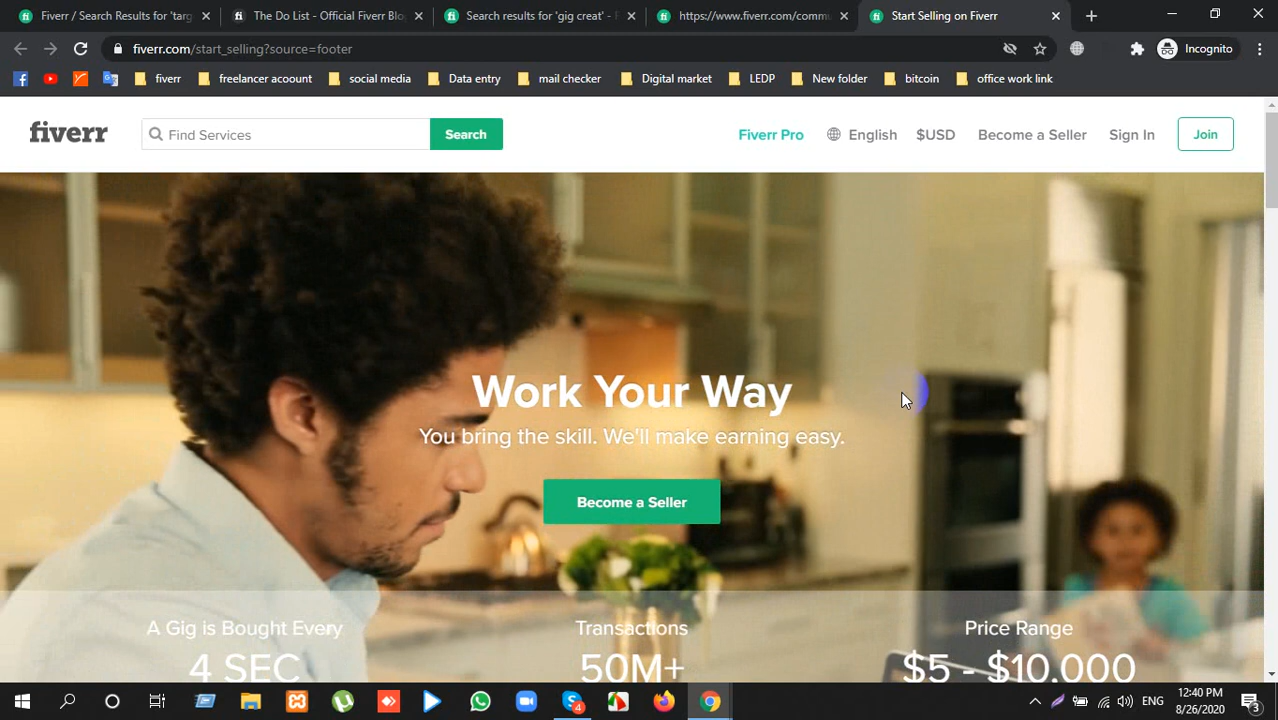 Fiverr / Search Results for 'targ
The Do List - Official Fiverr Blo
Search results for 'gig creat' - F
https://www.fiverr.com/commu
Start Selling on Fiverr
fiverr.com/start_selling?source=footer
Incognito
fiverr
freelancer acoount
social media
Data entry
mail checker
Digital market
LEDP
New folder
bitcoin
office work link
fiverr
Find Services
Search
Fiverr Pro
English
$USD
Become a Seller
Sign In
Join
Work Your Way
You bring the skill. We'll make earning easy.
Become a Seller
A Gig is Bought Every
Transactions
Price Range
4 SEC
50M+
$5 - $10,000
4
ENG
12:40 PM
8/26/2020
3